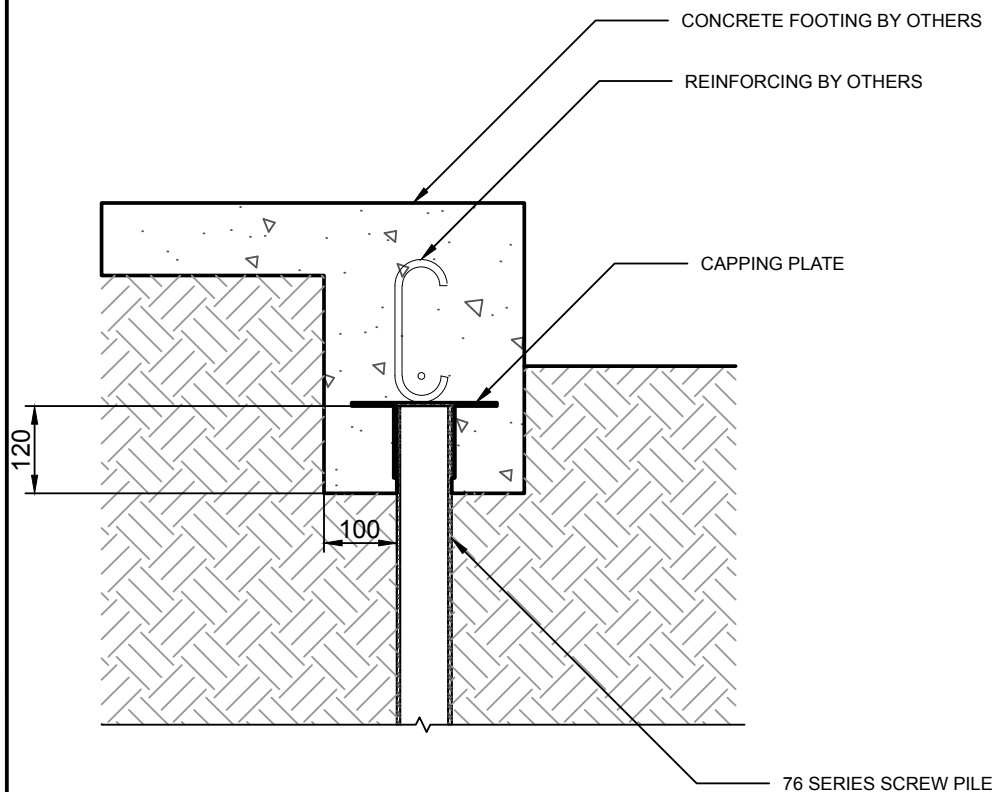 CONCRETE FOOTING BY OTHERS
REINFORCING BY OTHERS
CAPPING PLATE
120
100
76 SERIES SCREW PILE